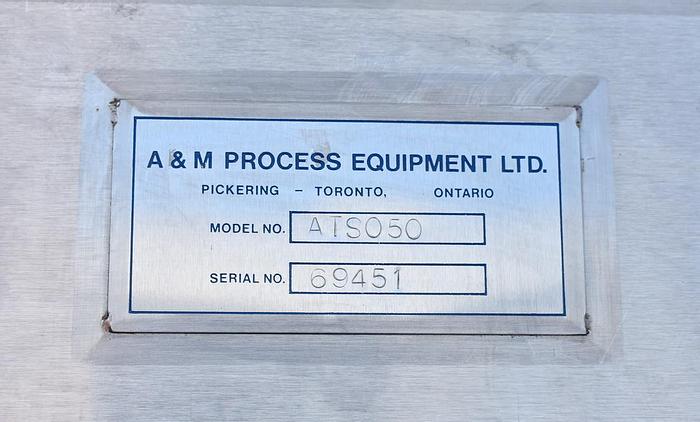 A & M PROCESS EQUIPMENT LTD.
PICKERING – TORONTO, ONTARIO
MODEL NO. ATS050
SERIAL NO. 69451